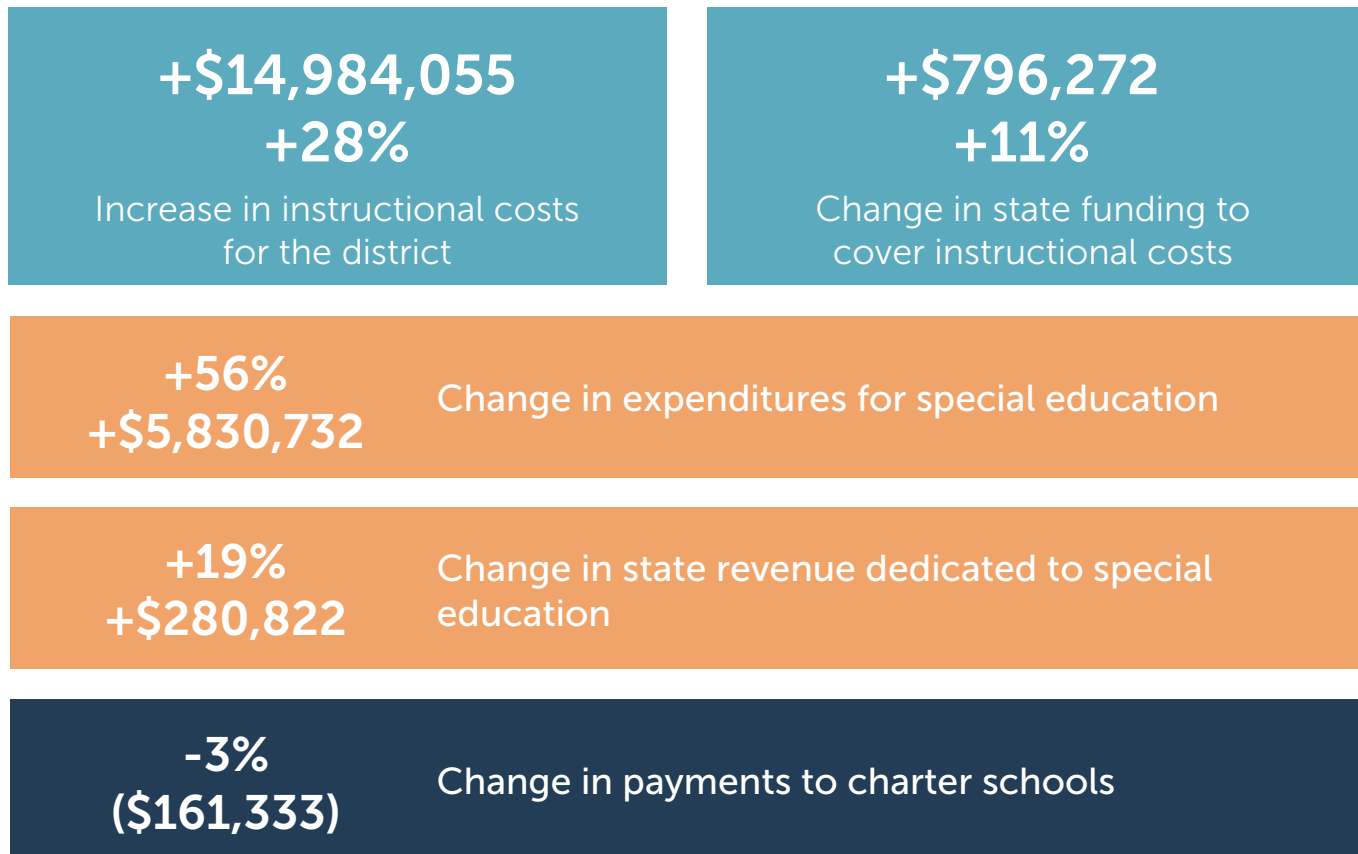 +$14,984,055
+28%
Increase in instructional costs
for the district
+$796,272
+11%
Change in state funding to
cover instructional costs
+56%
+$5,830,732
Change in expenditures for special education
+19%
+$280,822
Change in state revenue dedicated to special
education
-3%
($161,333)
Change in payments to charter schools